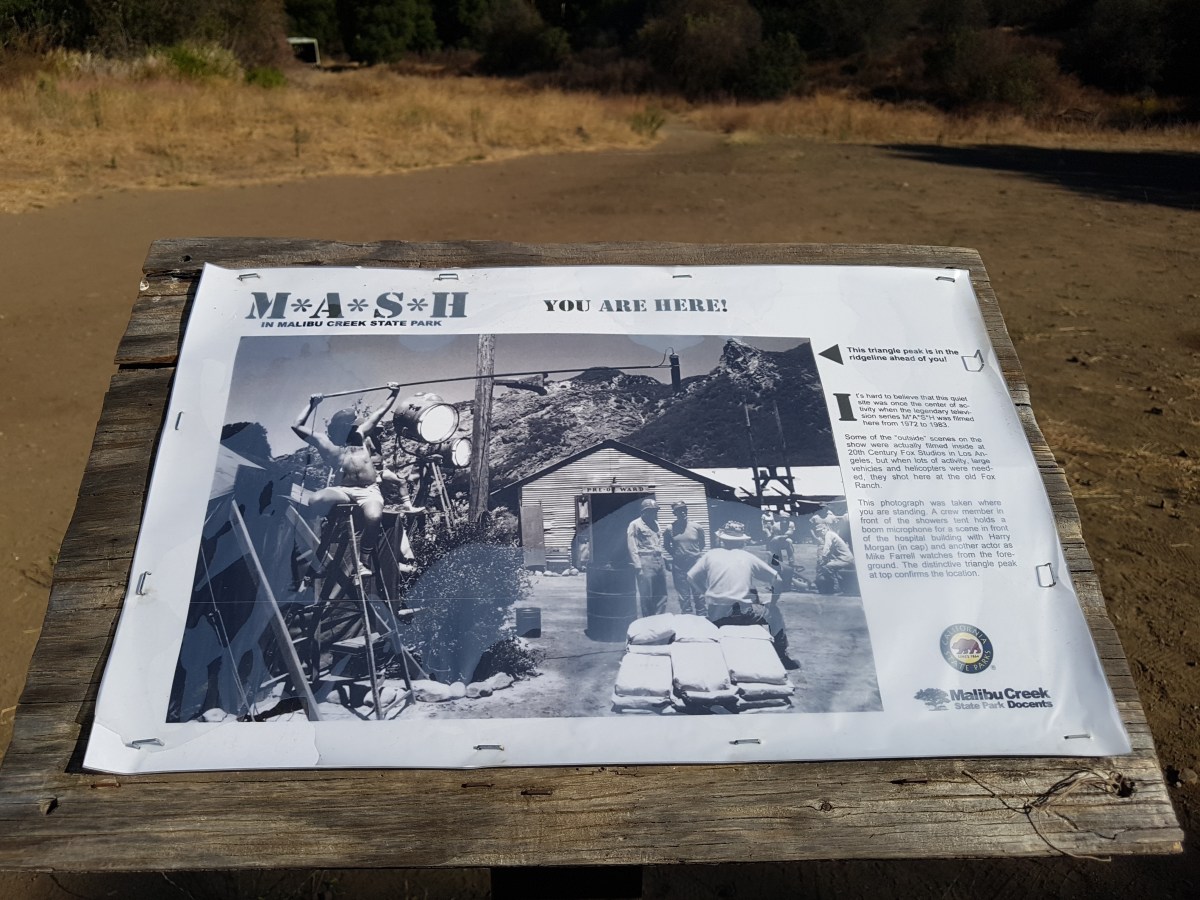 M*A*S*H
IN MALIBU CREEK STATE PARK
YOU ARE HERE!
This triangle peak is in the
ridgeline ahead of you!
It's hard to believe that this quiet
site was once the center of ac-
tivity when the legendary televi-
sion series M*A*S*H was filmed
here from 1972 to 1983.
Some of the "outside" scenes on the
show were actually filmed inside at
20th Century Fox Studios in Los An-
geles, but when lots of activity, large
vehicles and helicopters were need-
ed, they shot here at the old Fox
Ranch.
This photograph was taken where
you are standing. A crew member in
front of the showers tent holds a
boom microphone for a scene in front
of the hospital building with Harry
Morgan (in cap) and another actor as
Mike Farrell watches from the fore-
ground. The distinctive triangle peak
at top confirms the location.
PRE-OP WARD
CALIFORNIA
STATE PARKS
Malibu Creek
State Park Docents